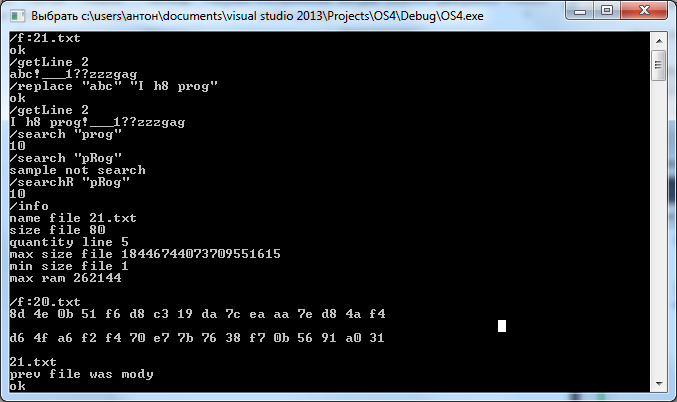 Выбрать c:\users\антон\documents\visual studio 2013\Projects\OS4\Debug\OS4.exe
/f:21.txt
ok
/getLine 2
abc!___1??zzzgag
/replace "abc" "I h8 prog"
ok
/getLine 2
I h8 prog!___1??zzzgag
/search "prog"
10
/search "pRog"
sample not search
/searchR "pRog"
10
/info
name file 21.txt
size file 80
quantity line 5
max size file 18446744073709551615
min size file 1
max ram 262144
/f:20.txt
8d 4e 0b 51 f6 d8 c3 19 da 7c ea aa 7e d8 4a f4
d6 4f a6 f2 f4 70 e7 7b 76 38 f7 0b 56 91 a0 31
21.txt
prev file was mody
ok